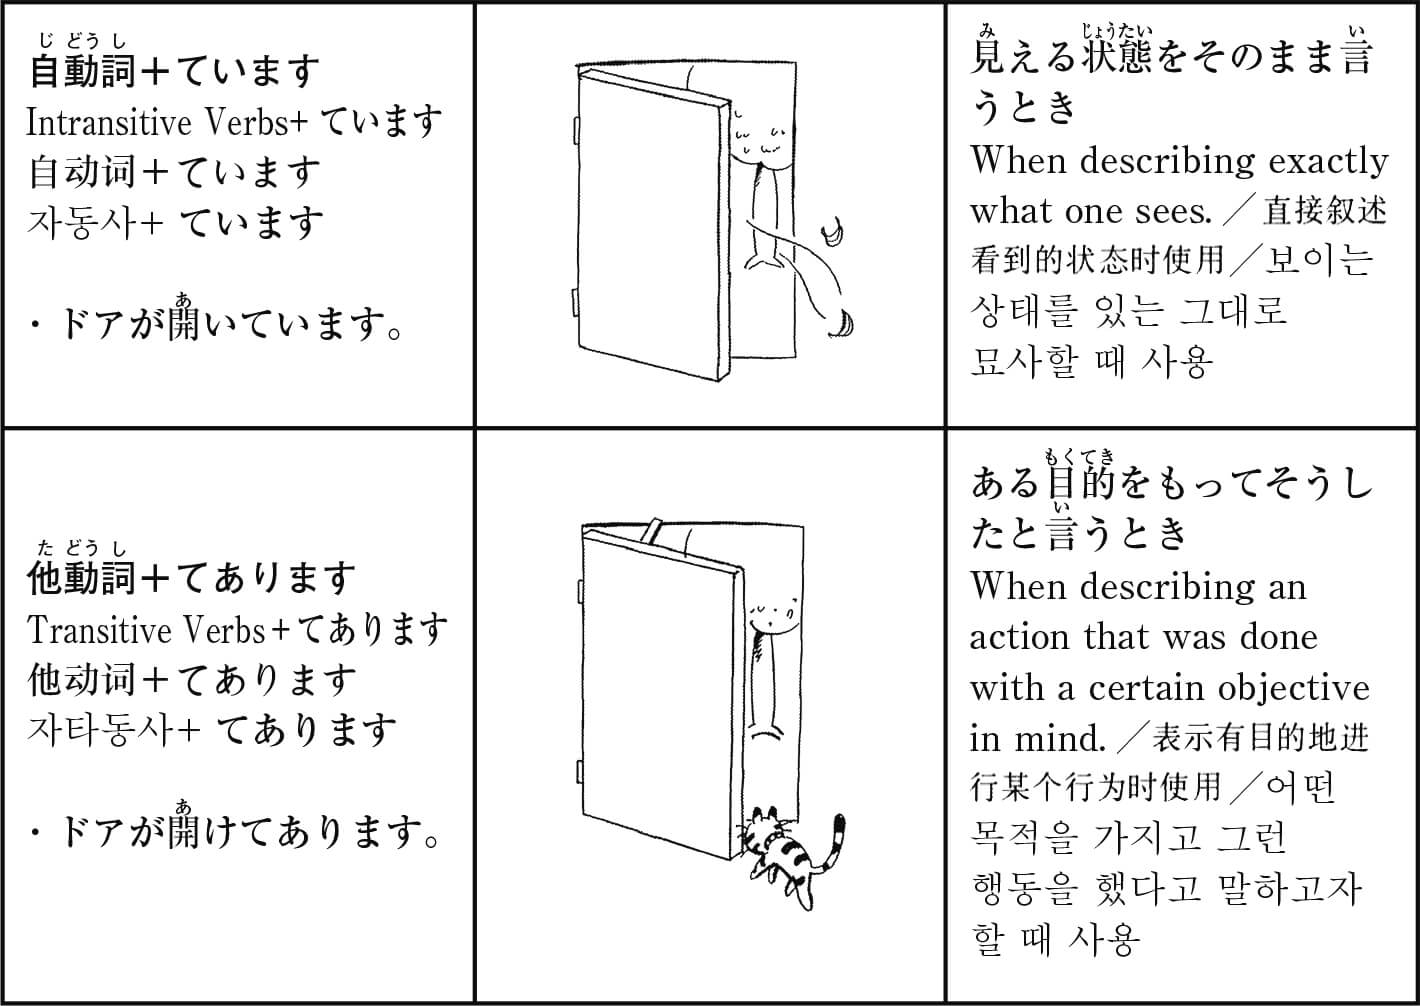 じ どう し
自動詞＋ています
Intransitive Verbs+ ています
自动词＋ています
자동사+ ています
あ
・ドアが開いています。
み じょうたい い
見える状態をそのまま言
うとき
When describing exactly
what one sees.／直接叙述
看到的状态时使用／보이는
상태를 있는 그대로
묘사할 때 사용
た どう し
他動詞＋てあります
Transitive Verbs+てあります
他动词＋てあります
자타동사+ てあります
あ
・ドアが開けてあります。
もくてき
ある目的をもってそうし
い
たと言うとき
When describing an
action that was done
with a certain objective
in mind.／表示有目的地进
行某个行为时使用／어떤
목적을 가지고 그런
행동을 했다고 말하고자
할 때 사용